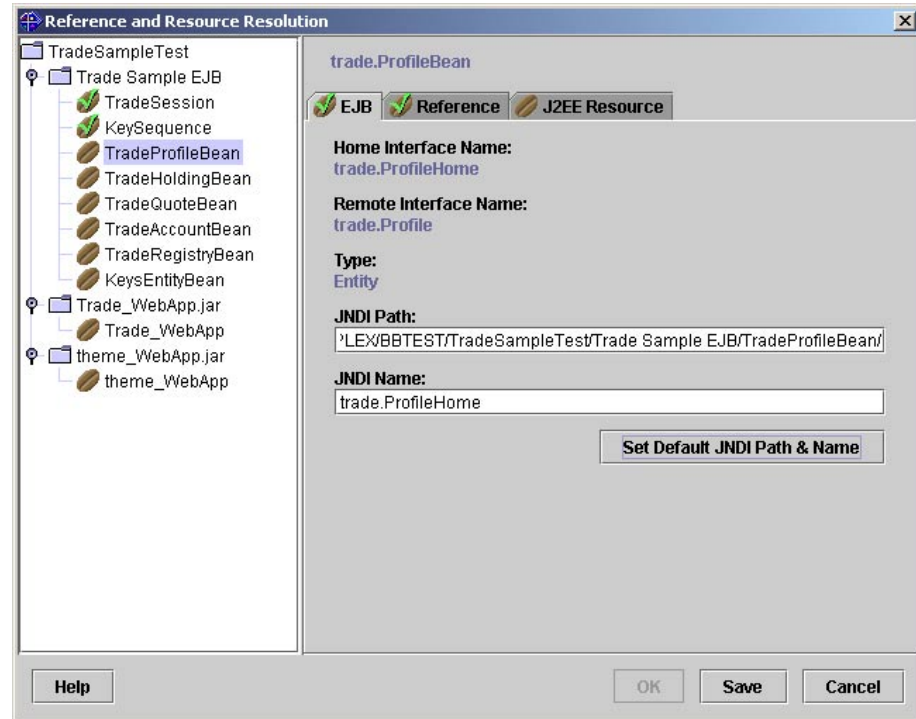 Reference and Resource Resolution
TradeSampleTest
Trade Sample EJB
TradeSession
KeySequence
TradeProfileBean
TradeHoldingBean
TradeQuoteBean
TradeAccountBean
TradeRegistryBean
KeysEntityBean
Trade_WebApp.jar
Trade_WebApp
theme_WebApp.jar
theme_WebApp
trade.ProfileBean
EJB Reference J2EE Resource
Home Interface Name:
trade.ProfileHome
Remote Interface Name:
trade.Profile
Type:
Entity
JNDI Path:
LEX/BBTEST/TradeSampleTest/Trade Sample EJB/TradeProfileBean/
JNDI Name:
trade.ProfileHome
Set Default JNDI Path & Name
Help OK Save Cancel